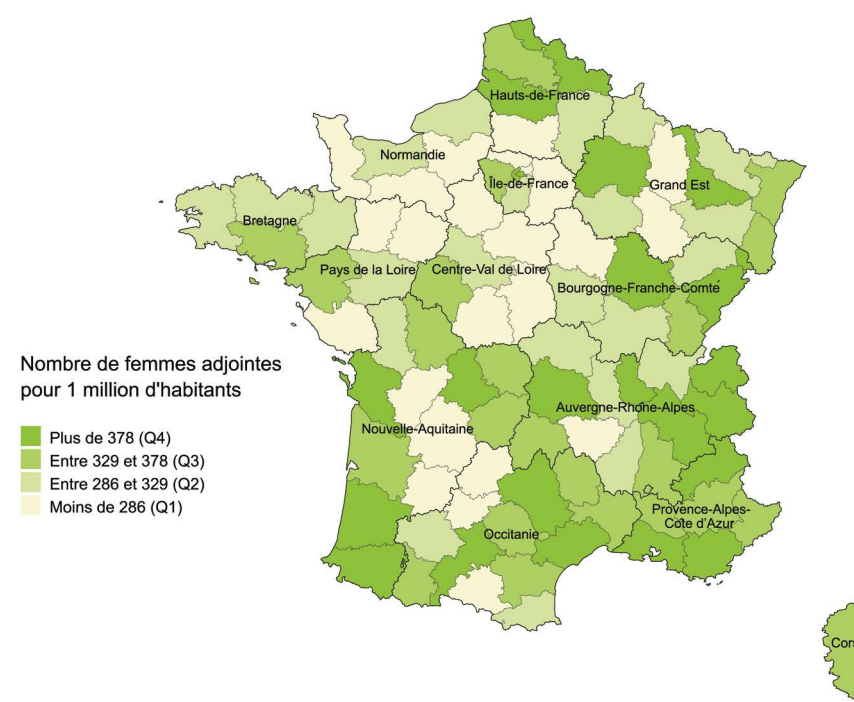 Hauts-de-France
Normandie
Île-de-France
Grand Est
Bretagne
Pays de la Loire
Centre-Val de Loire
Bourgogne-Franche-Comté
Nombre de femmes adjointes
pour 1 million d'habitants
Plus de 378 (Q4)
Entre 329 et 378 (Q3)
Entre 286 et 329 (Q2)
Moins de 286 (Q1)
Auvergne-Rhône-Alpes
Nouvelle-Aquitaine
Occitanie
Provence-Alpes-
Côte d'Azur
Cors